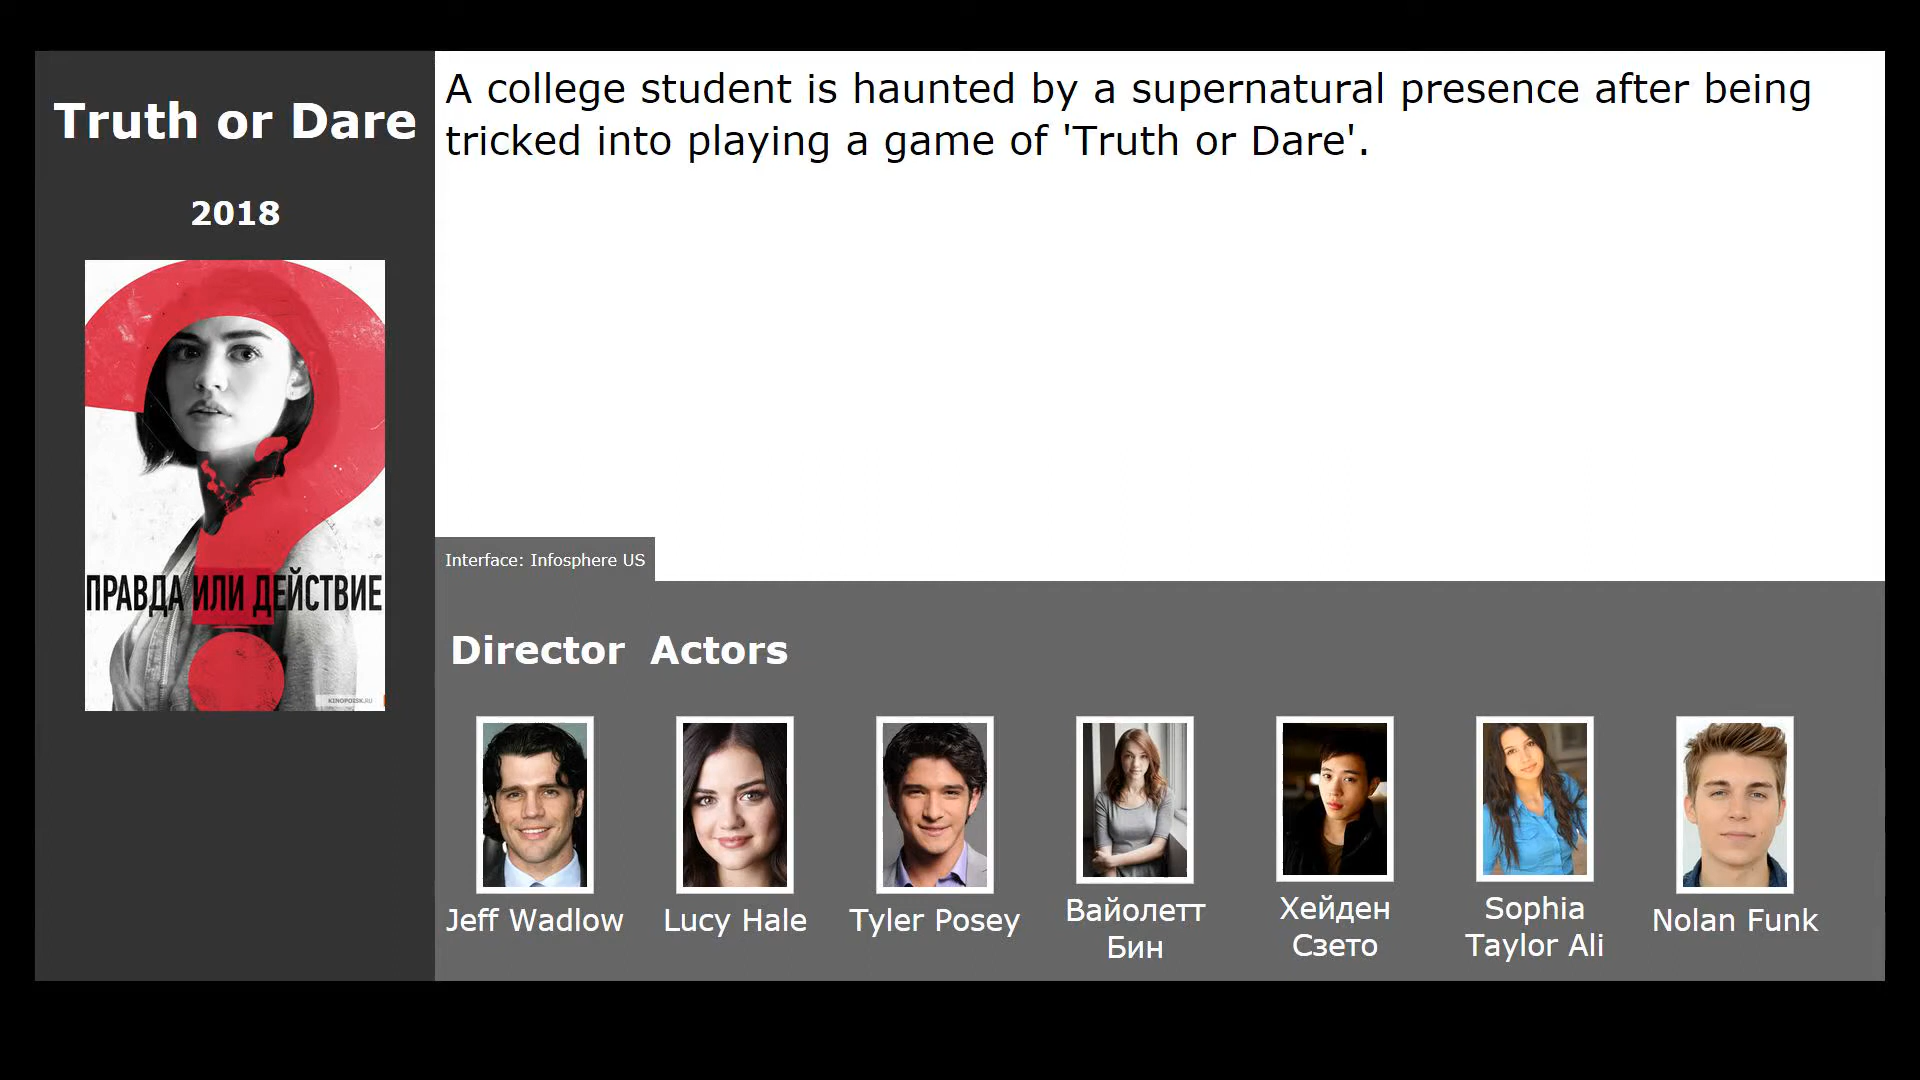 Truth or Dare
2018
ПРАВДА ИЛИ ДЕЙСТВИЕ
KINOPOISK.RU
A college student is haunted by a supernatural presence after being
tricked into playing a game of 'Truth or Dare'.
Interface: Infosphere US
Director Actors
Jeff Wadlow
Lucy Hale
Tyler Posey
Вайолетт
Бин
Хейден
Сзето
Sophia
Taylor Ali
Nolan Funk